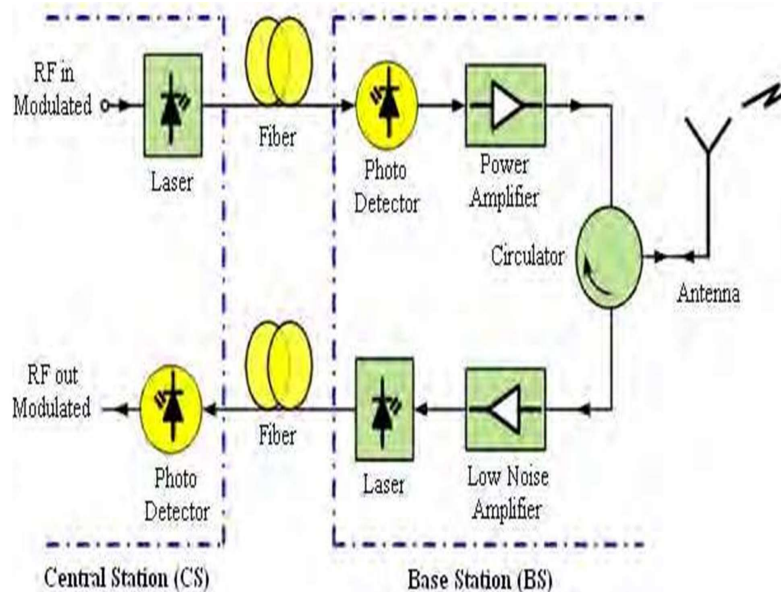 RF in
Modulated
Laser
Fiber
Photo
Detector
Power
Amplifier
Circulator
Antenna
RF out
Modulated
Photo
Detector
Fiber
Laser
Low Noise
Amplifier
Central Station (CS)
Base Station (BS)